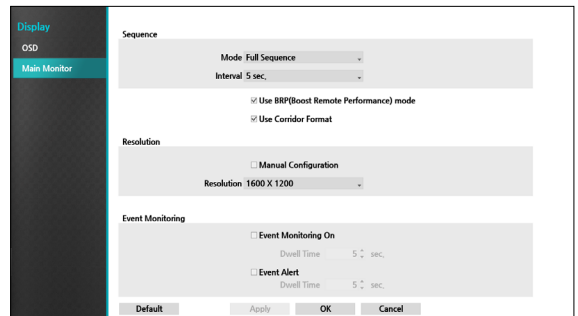 Display
OSD
Main Monitor
Sequence
Mode Full Sequence
Interval 5 sec.
Use BRP(Boost Remote Performance) mode
Use Corridor Format
Resolution
Manual Configuration
Resolution 1600 X 1200
Event Monitoring
Event Monitoring On
Dwell Time 5 sec.
Event Alert
Dwell Time 5 sec.
Default Apply OK Cancel